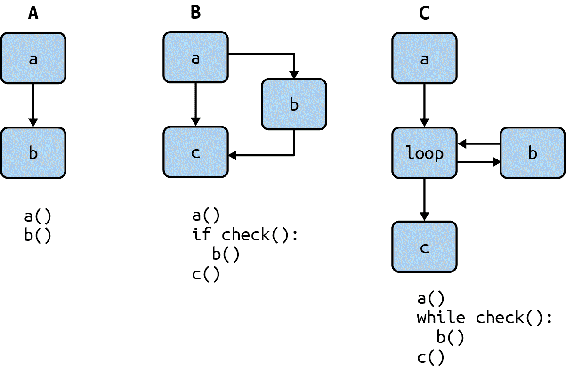 A
a
b
a()
b()
B
a
b
c
a()
if check():
  b()
c()
C
a
loop
b
c
a()
while check():
  b()
c()